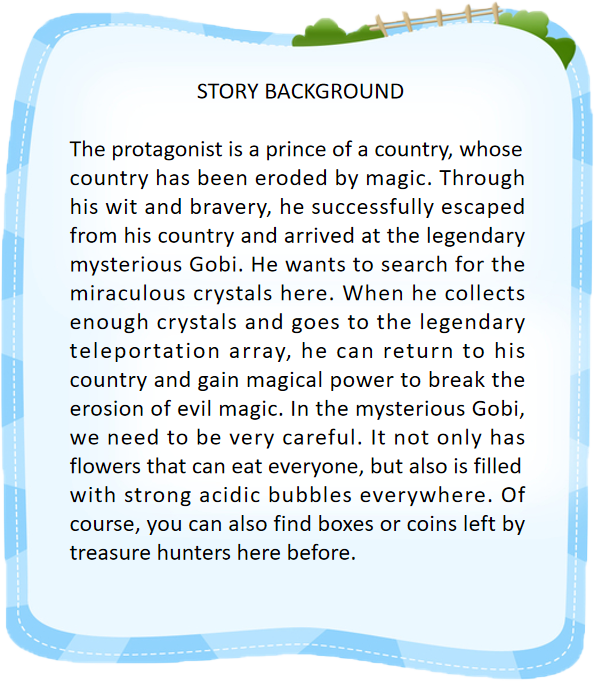 STORY BACKGROUND
The protagonist is a prince of a country, whose
country has been eroded by magic. Through
his wit and bravery, he successfully escaped
from his country and arrived at the legendary
mysterious Gobi. He wants to search for the
miraculous crystals here. When he collects
enough crystals and goes to the legendary
teleportation array, he can return to his
country and gain magical power to break the
erosion of evil magic. In the mysterious Gobi,
we need to be very careful. It not only has
flowers that can eat everyone, but also is filled
with strong acidic bubbles everywhere. Of
course, you can also find boxes or coins left by
treasure hunters here before.